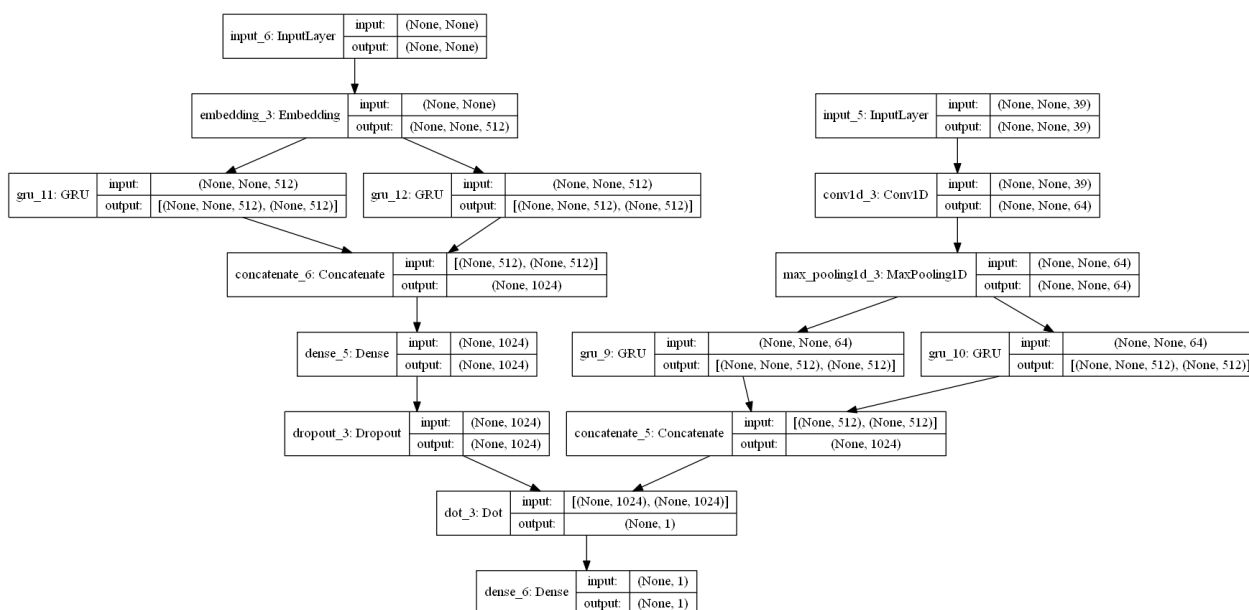 input_6: InputLayer
input: (None, None)
output: (None, None)
embedding_3: Embedding
input: (None, None)
output: (None, None, 512)
input_5: InputLayer
input: (None, None, 39)
output: (None, None, 39)
gru_11: GRU
input: (None, None, 512)
output: [(None, None, 512), (None, 512)]
gru_12: GRU
input: (None, None, 512)
output: [(None, None, 512), (None, 512)]
conv1d_3: Conv1D
input: (None, None, 39)
output: (None, None, 64)
concatenate_6: Concatenate
input: [(None, 512), (None, 512)]
output: (None, 1024)
max_pooling1d_3: MaxPooling1D
input: (None, None, 64)
output: (None, None, 64)
dense_5: Dense
input: (None, 1024)
output: (None, 1024)
gru_9: GRU
input: (None, None, 64)
output: [(None, None, 512), (None, 512)]
gru_10: GRU
input: (None, None, 64)
output: [(None, None, 512), (None, 512)]
dropout_3: Dropout
input: (None, 1024)
output: (None, 1024)
concatenate_5: Concatenate
input: [(None, 512), (None, 512)]
output: (None, 1024)
dot_3: Dot
input: [(None, 1024), (None, 1024)]
output: (None, 1)
dense_6: Dense
input: (None, 1)
output: (None, 1)